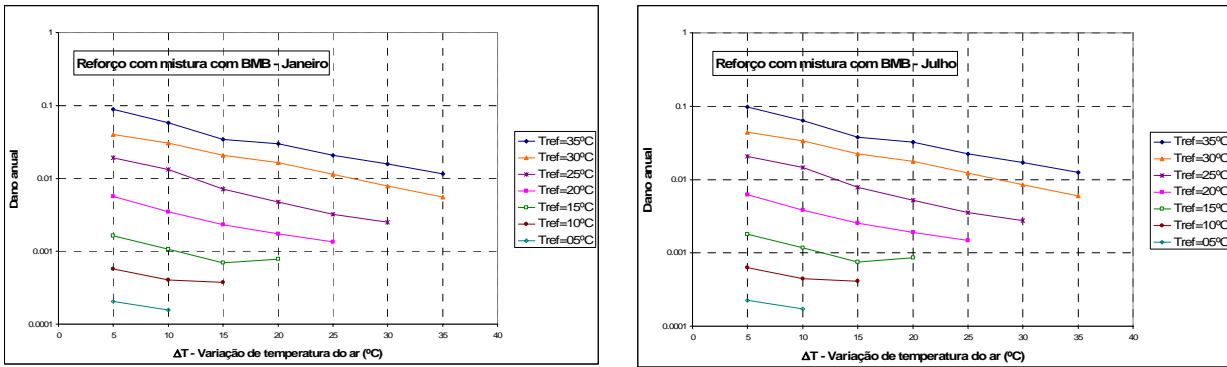 Reforço com mistura com BMB - Janeiro
Dano anual
1
0.1
0.01
0.001
0.0001
0 5 10 15 20 25 30 35 40
ΔT - Variação de temperatura do ar (ºC)
Tref=35ºC
Tref=30ºC
Tref=25ºC
Tref=20ºC
Tref=15ºC
Tref=10ºC
Tref=05ºC
Reforço com mistura com BMB - Julho
Dano anual
1
0.1
0.01
0.001
0.0001
0 5 10 15 20 25 30 35 40
ΔT - Variação de temperatura do ar (ºC)
Tref=35ºC
Tref=30ºC
Tref=25ºC
Tref=20ºC
Tref=15ºC
Tref=10ºC
Tref=05ºC